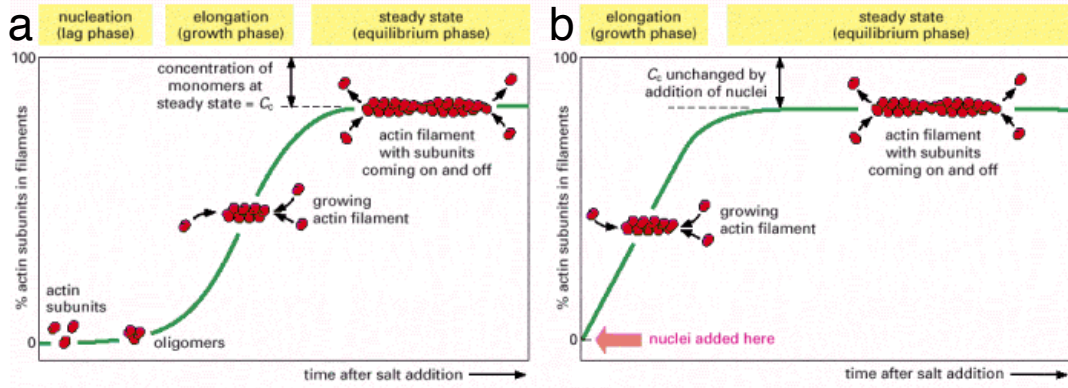 a
nucleation
(lag phase)
elongation
(growth phase)
steady state
(equilibrium phase)
100
concentration of
monomers at
steady state = Cc
actin filament
with subunits
coming on and off
growing
actin filament
% actin subunits in filaments
actin
subunits
oligomers
0
time after salt addition
b
elongation
(growth phase)
steady state
(equilibrium phase)
100
Cc unchanged by
addition of nuclei
actin filament
with subunits
coming on and off
growing
actin filament
% actin subunits in filaments
0
nuclei added here
time after salt addition